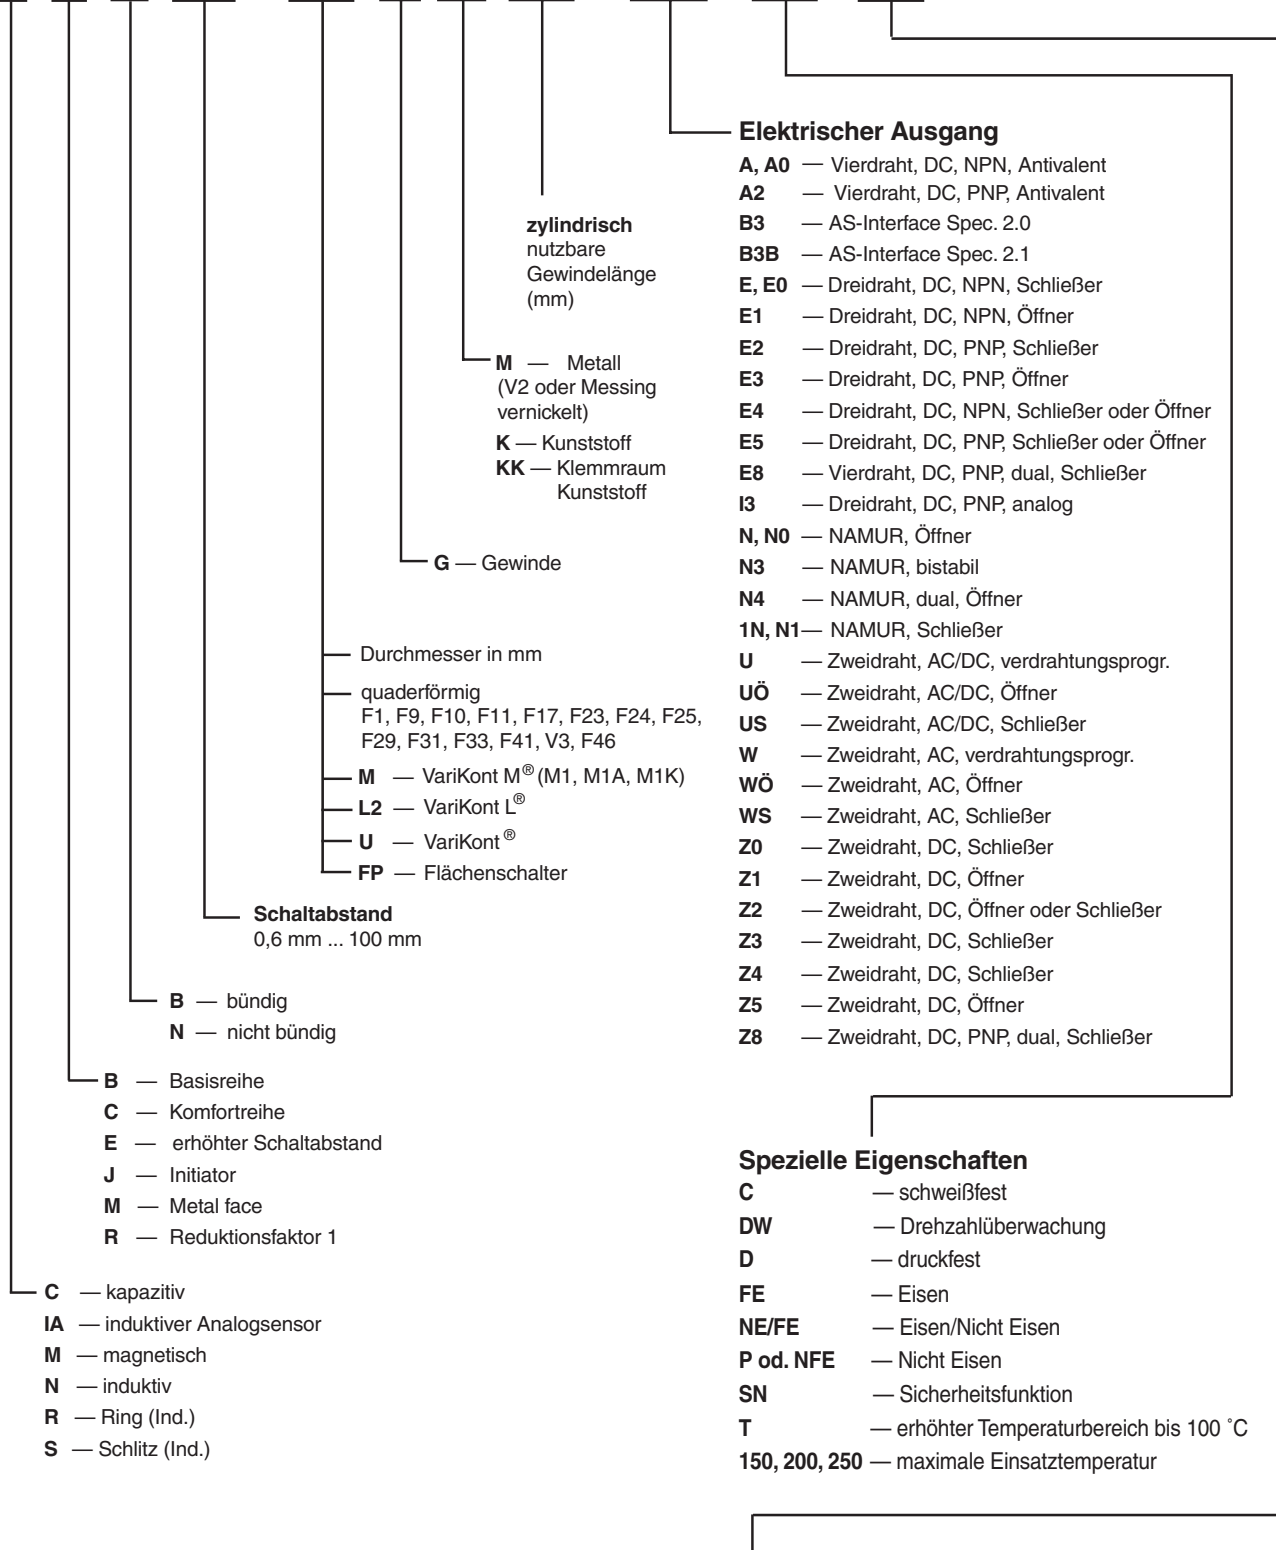 Elektrischer Ausgang
A, A0 — Vierdraht, DC, NPN, Antivalent
A2 — Vierdraht, DC, PNP, Antivalent
B3 — AS-Interface Spec. 2.0
B3B — AS-Interface Spec. 2.1
E, E0 — Dreidraht, DC, NPN, Schließer
E1 — Dreidraht, DC, NPN, Öffner
E2 — Dreidraht, DC, PNP, Schließer
E3 — Dreidraht, DC, PNP, Öffner
E4 — Dreidraht, DC, NPN, Schließer oder Öffner
E5 — Dreidraht, DC, PNP, Schließer oder Öffner
E8 — Vierdraht, DC, PNP, dual, Schließer
I3 — Dreidraht, DC, PNP, analog
N, N0 — NAMUR, Öffner
N3 — NAMUR, bistabil
N4 — NAMUR, dual, Öffner
1N, N1 — NAMUR, Schließer
U — Zweidraht, AC/DC, verdrahtungsprogr.
UÖ — Zweidraht, AC/DC, Öffner
US — Zweidraht, AC/DC, Schließer
W — Zweidraht, AC, verdrahtungsprogr.
WÖ — Zweidraht, AC, Öffner
WS — Zweidraht, AC, Schließer
Z0 — Zweidraht, DC, Schließer
Z1 — Zweidraht, DC, Öffner
Z2 — Zweidraht, DC, Öffner oder Schließer
Z3 — Zweidraht, DC, Schließer
Z4 — Zweidraht, DC, Schließer
Z5 — Zweidraht, DC, Öffner
Z8 — Zweidraht, DC, PNP, dual, Schließer
zylindrisch
nutzbare
Gewindelänge
(mm)
M — Metall
(V2 oder Messing
vernickelt)
K — Kunststoff
KK — Klemmraum
Kunststoff
G — Gewinde
Durchmesser in mm
quaderförmig
F1, F9, F10, F11, F17, F23, F24, F25,
F29, F31, F33, F41, V3, F46
M — VariKont M® (M1, M1A, M1K)
L2 — VariKont L®
U — VariKont ®
FP — Flächenschalter
Schaltabstand
0,6 mm ... 100 mm
B — bündig
N — nicht bündig
B — Basisreihe
C — Komfortreihe
E — erhöhter Schaltabstand
J — Initiator
M — Metal face
R — Reduktionsfaktor 1
C — kapazitiv
IA — induktiver Analogsensor
M — magnetisch
N — induktiv
R — Ring (Ind.)
S — Schlitz (Ind.)
Spezielle Eigenschaften
C — schweißfest
DW — Drehzahlüberwachung
D — druckfest
FE — Eisen
NE/FE — Eisen/Nicht Eisen
P od. NFE — Nicht Eisen
SN — Sicherheitsfunktion
T — erhöhter Temperaturbereich bis 100 ˚C
150, 200, 250 — maximale Einsatztemperatur